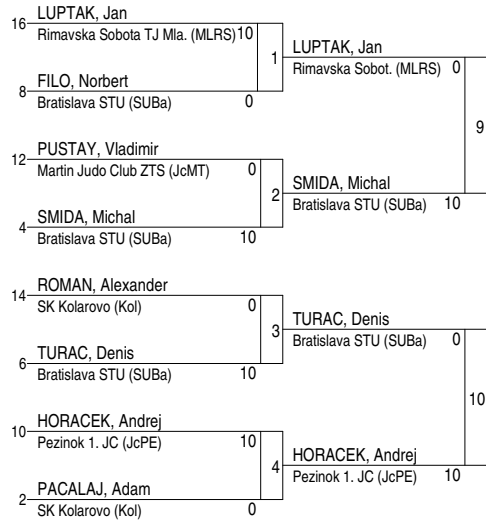 LUPTAK, Jan
16
Rimavska Sobota TJ Mla. (MLRS) 10
1
FILO, Norbert
8
Bratislava STU (SUBa) 0
LUPTAK, Jan
Rimavska Sobot. (MLRS) 0
9
PUSTAY, Vladimir
12
Martin Judo Club ZTS (JcMT) 0
2
SMIDA, Michal
4
Bratislava STU (SUBa) 10
SMIDA, Michal
Bratislava STU (SUBa) 10
ROMAN, Alexander
14
SK Kolarovo (Kol) 0
3
TURAC, Denis
6
Bratislava STU (SUBa) 10
TURAC, Denis
Bratislava STU (SUBa) 0
10
HORACEK, Andrej
10
Pezinok 1. JC (JcPE) 10
4
PACALAJ, Adam
2
SK Kolarovo (Kol) 0
HORACEK, Andrej
Pezinok 1. JC (JcPE) 10